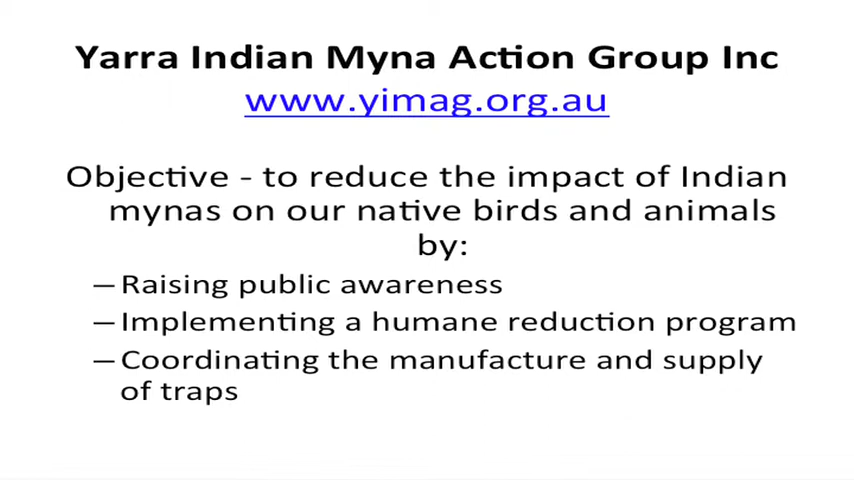 Yarra Indian Myna Action Group Inc
www.yimag.org.au
Objective - to reduce the impact of Indian
mynas on our native birds and animals
by:
– Raising public awareness
– Implementing a humane reduction program
– Coordinating the manufacture and supply
of traps